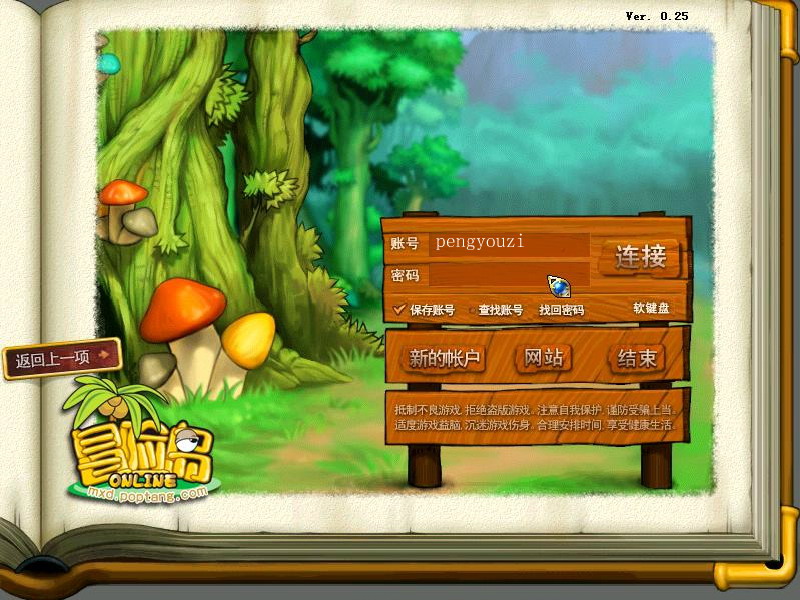 Ver. 0.25
账号 pengyouzi
连接
密码
保存账号 查找账号 找回密码 软键盘
返回上一项
新的帐户 网站 结束
抵制不良游戏, 拒绝盗版游戏。注意自我保护, 谨防受骗上当。
适度游戏益脑, 沉迷游戏伤身。合理安排时间, 享受健康生活。
冒险岛
ONLINE
mxd.poptang.com